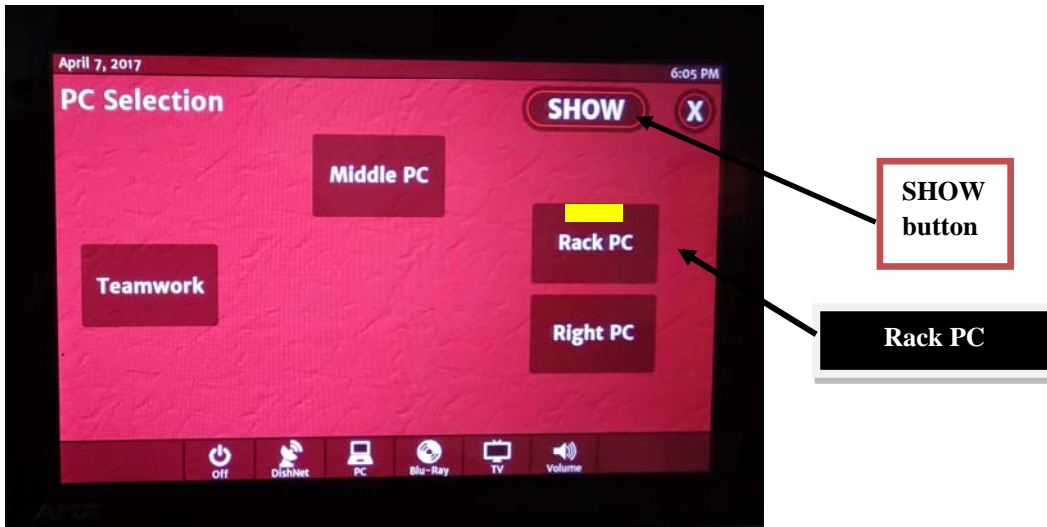 April 7, 2017
6:05 PM
PC Selection
SHOW
X
Middle PC
Rack PC
Teamwork
Right PC
Off
DishNet
PC
Blu-Ray
TV
Volume
AMX
SHOW
button
Rack PC